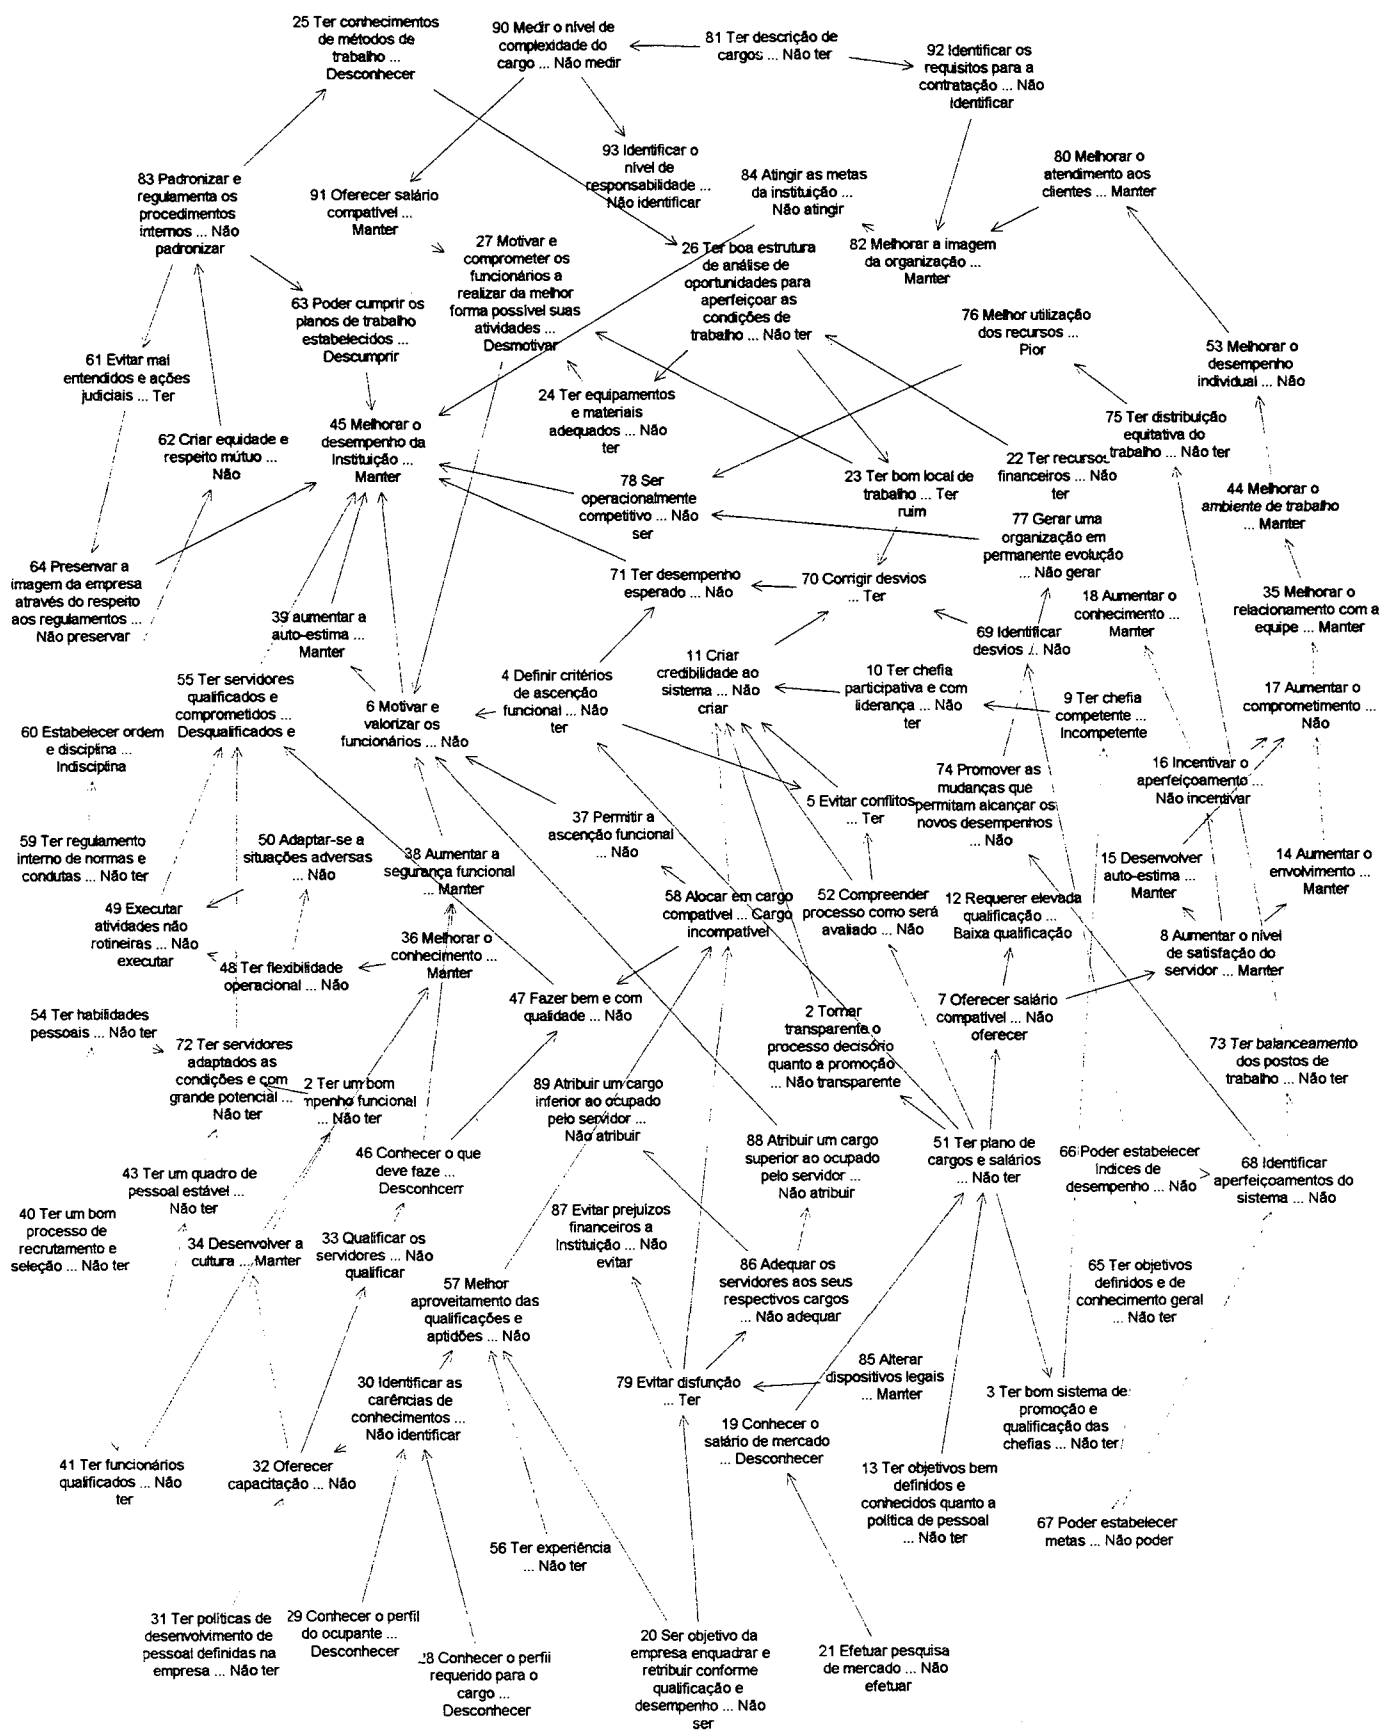 25 Ter conhecimentos
de métodos de
trabalho ...
Desconhecer
90 Medir o nível de
complexidade do
cargo ... Não medir
81 Ter descrição de
cargos ... Não ter
92 Identificar os
requisitos para a
contratação ... Não
Identificar
93 Identificar o
nível de
responsabilidade ...
Não identificar
84 Atingir as metas
da instituição ...
Não atingir
80 Melhorar o
atendimento aos
clientes ... Manter
83 Padronizar e
regulamenta os
procedimentos
internos ... Não
padronizar
91 Oferecer salário
compatível ...
Manter
27 Motivar e
comprometer os
funcionários a
realizar da melhor
forma possível suas
atividades ...
Desmotivar
26 Ter boa estrutura
de análise de
oportunidades para
aperfeiçoar as
condições de
trabalho ... Não ter
82 Melhorar a imagem
da organização ...
Manter
63 Poder cumprir os
planos de trabalho
estabelecidos ...
Descumprir
76 Melhor utilização
dos recursos ...
Pior
53 Melhorar o
desempenho
individual ... Não
61 Evitar mal
entendidos e ações
judiciais ... Ter
24 Ter equipamentos
e materiais
adequados ... Não
ter
62 Criar equidade e
respeito mútuo ...
Não
45 Melhorar o
desempenho da
Instituição ...
Manter
75 Ter distribuição
equitativa do
trabalho ... Não ter
78 Ser
operacionalmente
competitivo ... Não
ser
23 Ter bom local de
trabalho ... Ter
ruim
22 Ter recursos
financeiros ... Não
ter
44 Melhorar o
ambiente de trabalho
... Manter
77 Gerar uma
organização em
permanente evolução
... Não gerar
64 Preservar a
imagem da empresa
através do respeito
aos regulamentos ...
Não preservar
71 Ter desempenho
esperado ... Não
70 Corrigir desvios
... Ter
18 Aumentar o
conhecimento ...
Manter
35 Melhorar o
relacionamento com a
equipe ... Manter
39 aumentar a
auto-estima ...
Manter
69 Identificar
desvios ... Não
55 Ter servidores
qualificados e
comprometidos ...
Desqualificados e
4 Definir critérios
de ascenção
funcional ... Não
ter
11 Criar
credibilidade ao
sistema ... Não
criar
10 Ter chefia
participativa e com
liderança ... Não
ter
9 Ter chefia
competente ...
Incompetente
17 Aumentar o
comprometimento ...
Não
6 Motivar e
valorizar os
funcionários ... Não
60 Estabelecer ordem
e disciplina ...
Indisciplina
16 Incentivar o
aperfeiçoamento ...
Não incentivar
74 Promover as
mudanças que
permitam alcançar os
novos desempenhos
... Não
5 Evitar conflitos
... Ter
37 Permitir a
ascenção funcional
... Não
59 Ter regulamento
interno de normas e
condutas ... Não ter
50 Adaptar-se a
situações adversas
... Não
38 Aumentar a
segurança funcional
... Manter
15 Desenvolver
auto-estima ...
Manter
14 Aumentar o
envolvimento ...
Manter
58 Alocar em cargo
compatível ... Cargo
incompatível
52 Compreender
processo como será
avaliado ... Não
12 Requerer elevada
qualificação ...
Baixa qualificação
49 Executar
atividades não
rotineiras ... Não
executar
36 Melhorar o
conhecimento ...
Manter
8 Aumentar o nível
de satisfação do
servidor ... Manter
48 Ter flexibilidade
operacional ... Não
47 Fazer bem e com
qualidade ... Não
7 Oferecer salário
compatível ... Não
oferecer
54 Ter habilidades
pessoais ... Não ter
2 Tornar
transparente o
processo decisório
quanto a promoção
... Não transparente
72 Ter servidores
adaptados as
condições e com
grande potencial ...
Não ter
73 Ter balanceamento
dos postos de
trabalho ... Não ter
2 Ter um bom
mpenho funcional
... Não ter
89 Atribuir um cargo
inferior ao ocupado
pelo servidor ...
Não atribuir
88 Atribuir um cargo
superior ao ocupado
pelo servidor ...
Não atribuir
51 Ter plano de
cargos e salários
... Não ter
46 Conhecer o que
deve faze ...
Desconhcerr
66 Poder estabelecer
índices de
desempenho ... Não
68 Identificar
aperfeiçoamentos do
sistema ... Não
43 Ter um quadro de
pessoal estável ...
Não ter
40 Ter um bom
processo de
recrutamento e
seleção ... Não ter
87 Evitar prejuízos
financeiros a
Instituição ... Não
evitar
34 Desenvolver a
cultura ... Manter
33 Qualificar os
servidores ... Não
qualificar
86 Adequar os
servidores aos seus
respectivos cargos
... Não adequar
65 Ter objetivos
definidos e de
conhecimento geral
... Não ter
57 Melhor
aproveitamento das
qualificações e
aptidões ... Não
85 Alterar
dispositivos legais
... Manter
30 Identificar as
carências de
conhecimentos ...
Não identificar
79 Evitar disfunção
... Ter
3 Ter bom sistema de
promoção e
qualificação das
chefias ... Não ter
19 Conhecer o
salário de mercado
... Desconhecer
41 Ter funcionários
qualificados ... Não
ter
32 Oferecer
capacitação ... Não
13 Ter objetivos bem
definidos e
conhecidos quanto a
política de pessoal
... Não ter
67 Poder estabelecer
metas ... Não poder
56 Ter experiência
... Não ter
31 Ter políticas de
desenvolvimento de
pessoal definidas na
empresa ... Não ter
29 Conhecer o perfil
do ocupante ...
Desconhecer
28 Conhecer o perfil
requerido para o
cargo ...
Desconhecer
20 Ser objetivo da
empresa enquadrar e
retribuir conforme
qualificação e
desempenho ... Não
ser
21 Efetuar pesquisa
de mercado ... Não
efetuar